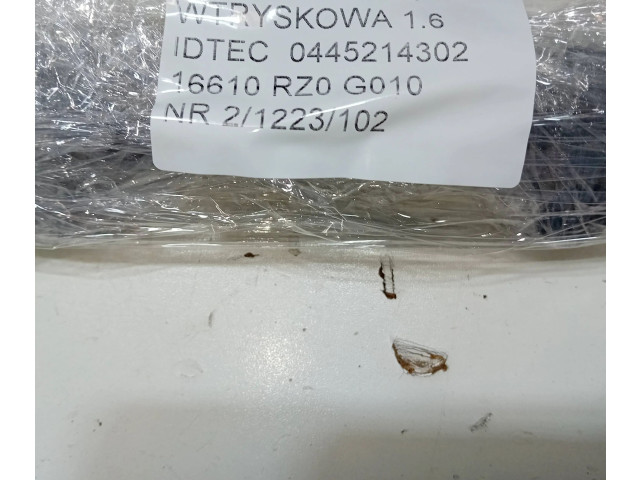 WTRYSKOWA 1.6
IDTEC 0445214302
16610 RZ0 G010
NR 2/1223/102